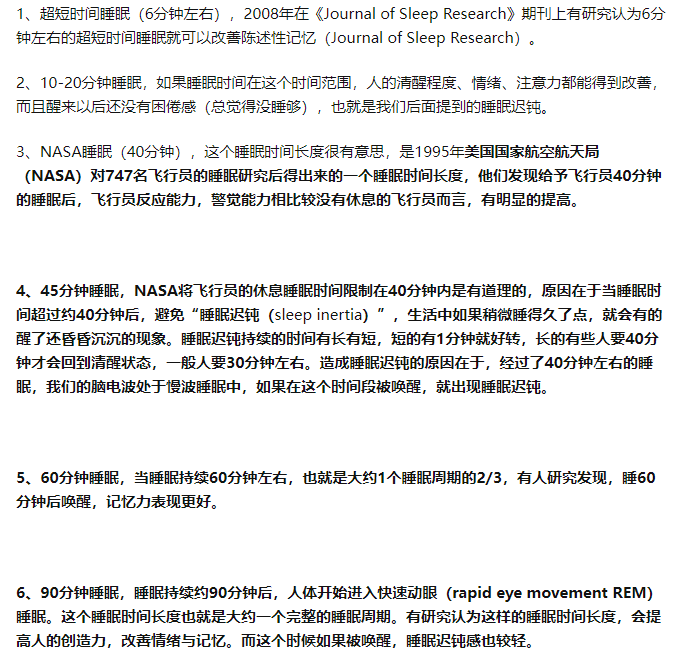 1、超短时间睡眠（6分钟左右），2008年在《Journal of Sleep Research》期刊上有研究认为6分
钟左右的超短时间睡眠就可以改善陈述性记忆（Journal of Sleep Research）。
2、10-20分钟睡眠，如果睡眠时间在这个时间范围，人的清醒程度、情绪、注意力都能得到改善，
而且醒来以后还没有困倦感（总觉得没睡够），也就是我们后面提到的睡眠迟钝。
3、NASA睡眠（40分钟），这个睡眠时间长度很有意思，是1995年美国国家航空航天局
（NASA）对747名飞行员的睡眠研究后得出来的一个睡眠时间长度，他们发现给予飞行员40分钟
的睡眠后，飞行员反应能力，警觉能力相比较没有休息的飞行员而言，有明显的提高。
4、45分钟睡眠，NASA将飞行员的休息睡眠时间限制在40分钟内是有道理的，原因在于当睡眠时
间超过约40分钟后，避免“睡眠迟钝（sleep inertia）”，生活中如果稍微睡得久了点，就会有的
醒了还昏昏沉沉的现象。睡眠迟钝持续的时间有长有短，短的有1分钟就好转，长的有些人要40分
钟才会回到清醒状态，一般人要30分钟左右。造成睡眠迟钝的原因在于，经过了40分钟左右的睡
眠，我们的脑电波处于慢波睡眠中，如果在这个时间段被唤醒，就出现睡眠迟钝。
5、60分钟睡眠，当睡眠持续60分钟左右，也就是大约1个睡眠周期的2/3，有人研究发现，睡60
分钟后唤醒，记忆力表现更好。
6、90分钟睡眠，睡眠持续约90分钟后，人体开始进入快速动眼（rapid eye movement REM）
睡眠。这个睡眠时间长度也就是大约一个完整的睡眠周期。有研究认为这样的睡眠时间长度，会提
高人的创造力，改善情绪与记忆。而这个时候如果被唤醒，睡眠迟钝感也较轻。